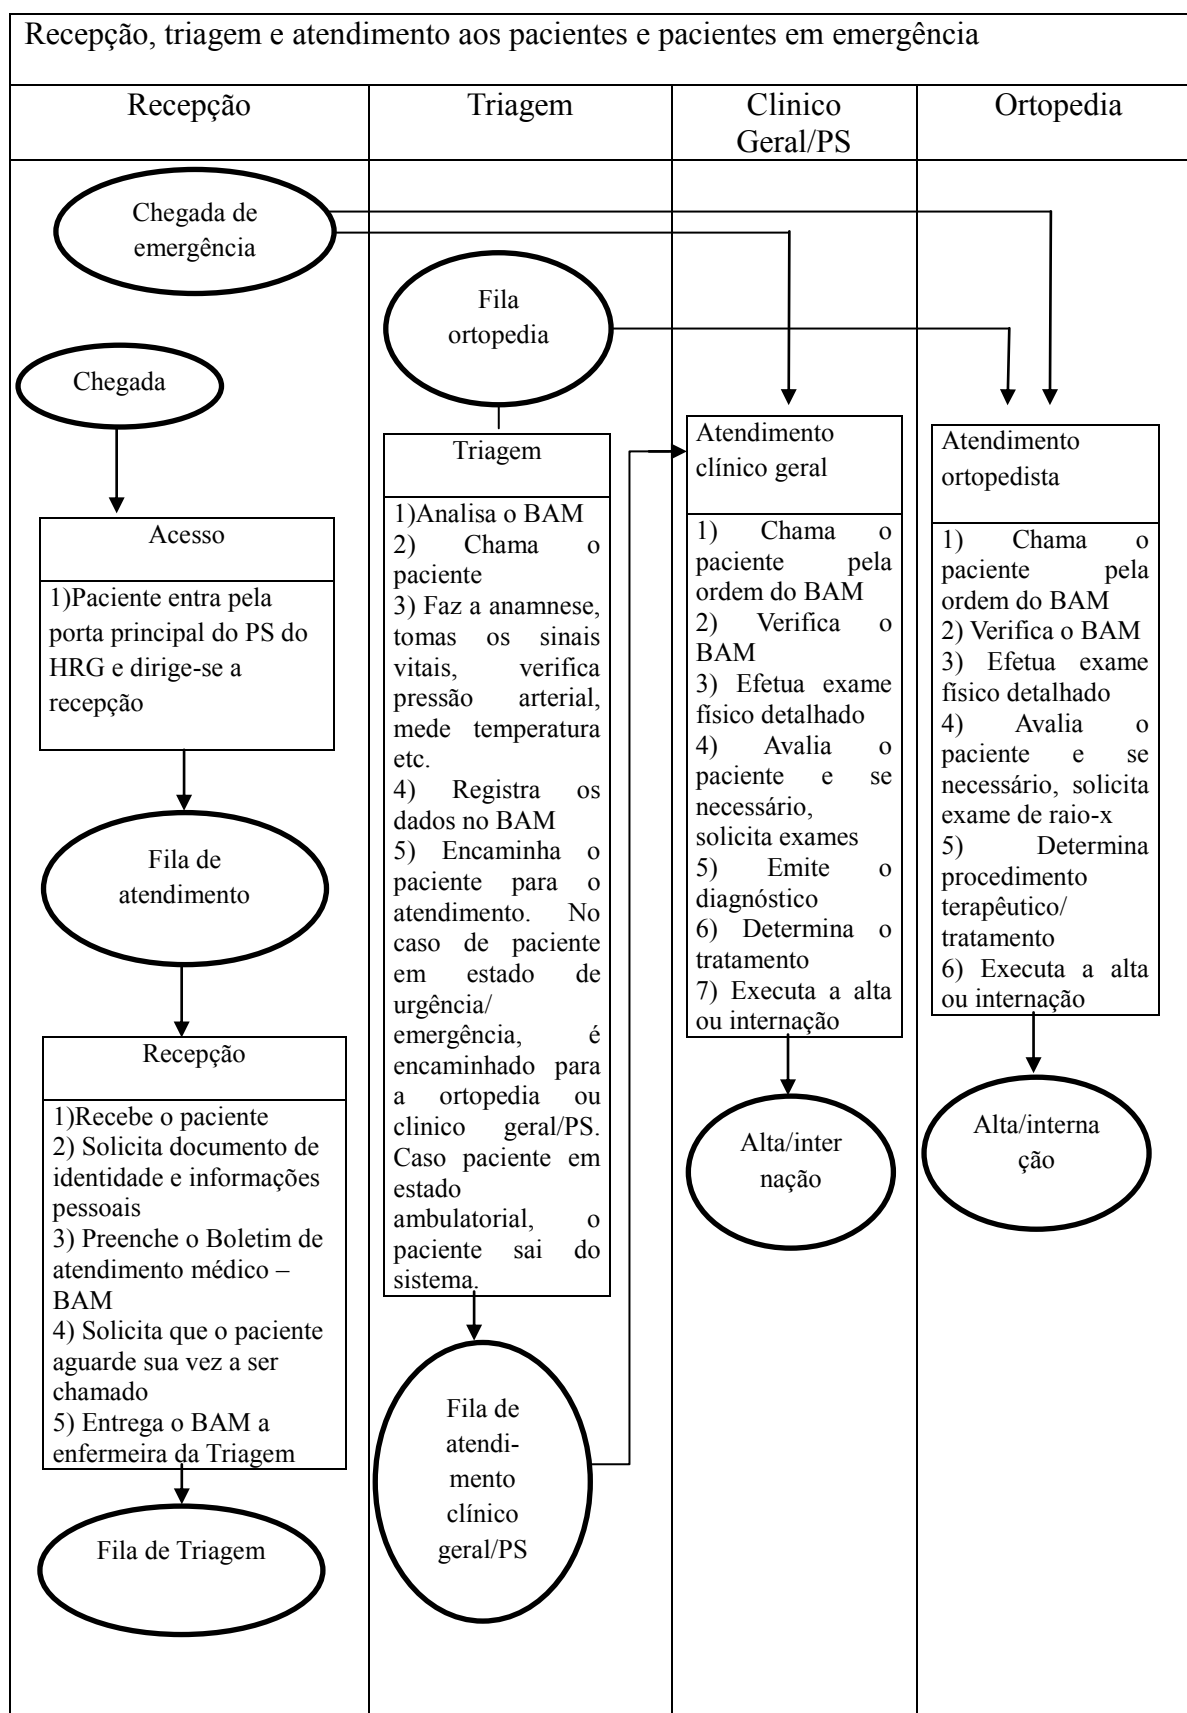 Recepção, triagem e atendimento aos pacientes e pacientes em emergência
Recepção
Triagem
Clinico
Geral/PS
Ortopedia
Chegada de
emergência
Chegada
Acesso
1)Paciente entra pela
porta principal do PS do
HRG e dirige-se a
recepção
Fila de
atendimento
Recepção
1)Recebe o paciente
2) Solicita documento de
identidade e informações
pessoais
3) Preenche o Boletim de
atendimento médico –
BAM
4) Solicita que o paciente
aguarde sua vez a ser
chamado
5) Entrega o BAM a
enfermeira da Triagem
Fila de Triagem
Fila
ortopedia
Triagem
1)Analisa o BAM
2) Chama o
paciente
3) Faz a anamnese,
tomas os sinais
vitais, verifica
pressão arterial,
mede temperatura
etc.
4) Registra os
dados no BAM
5) Encaminha o
paciente para o
atendimento. No
caso de paciente
em estado de
urgência/
emergência, é
encaminhado para
a ortopedia ou
clinico geral/PS.
Caso paciente em
estado
ambulatorial, o
paciente sai do
sistema.
Fila de
atendi-
mento
clínico
geral/PS
Atendimento
clínico geral
1) Chama o
paciente pela
ordem do BAM
2) Verifica o
BAM
3) Efetua exame
físico detalhado
4) Avalia o
paciente e se
necessário,
solicita exames
5) Emite o
diagnóstico
6) Determina o
tratamento
7) Executa a alta
ou internação
Alta/inter
nação
Atendimento
ortopedista
1) Chama o
paciente pela
ordem do BAM
2) Verifica o BAM
3) Efetua exame
físico detalhado
4) Avalia o
paciente e se
necessário, solicita
exame de raio-x
5) Determina
procedimento
terapêutico/
tratamento
6) Executa a alta
ou internação
Alta/interna
ção